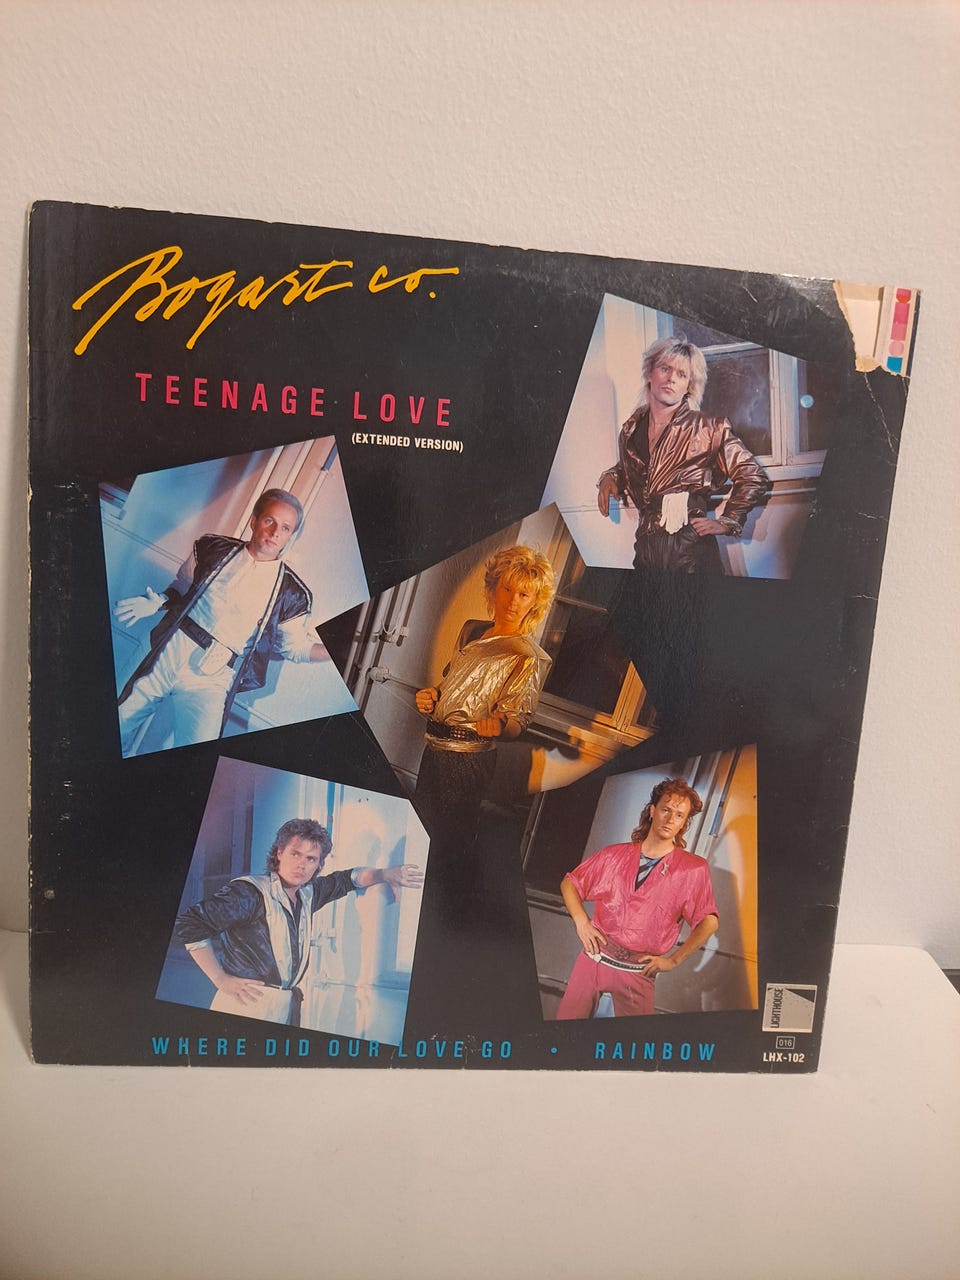 Bogart co.
TEENAGE LOVE
(EXTENDED VERSION)
WHERE DID OUR LOVE GO • RAINBOW
LIGHTHOUSE
016
LHX-102